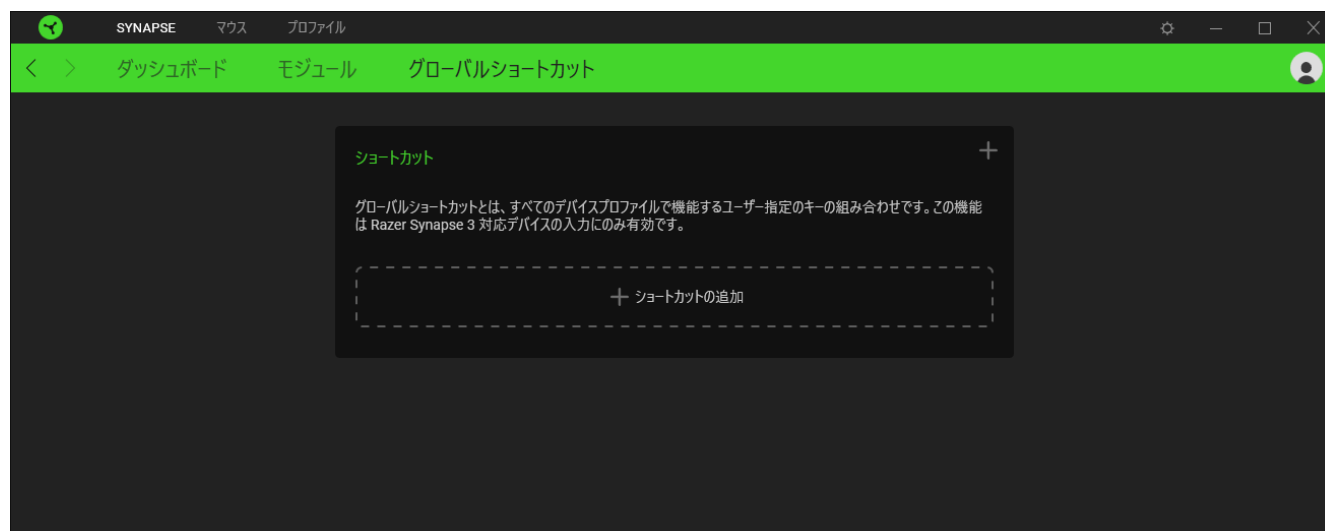 SYNAPSE マウス プロファイル
ダッシュボード モジュール グローバルショートカット
ショートカット
グローバルショートカットとは、すべてのデバイスプロファイルで機能するユーザー指定のキーの組み合わせです。この機能
は Razer Synapse 3 対応デバイスの入力にのみ有効です。
ショートカットの追加